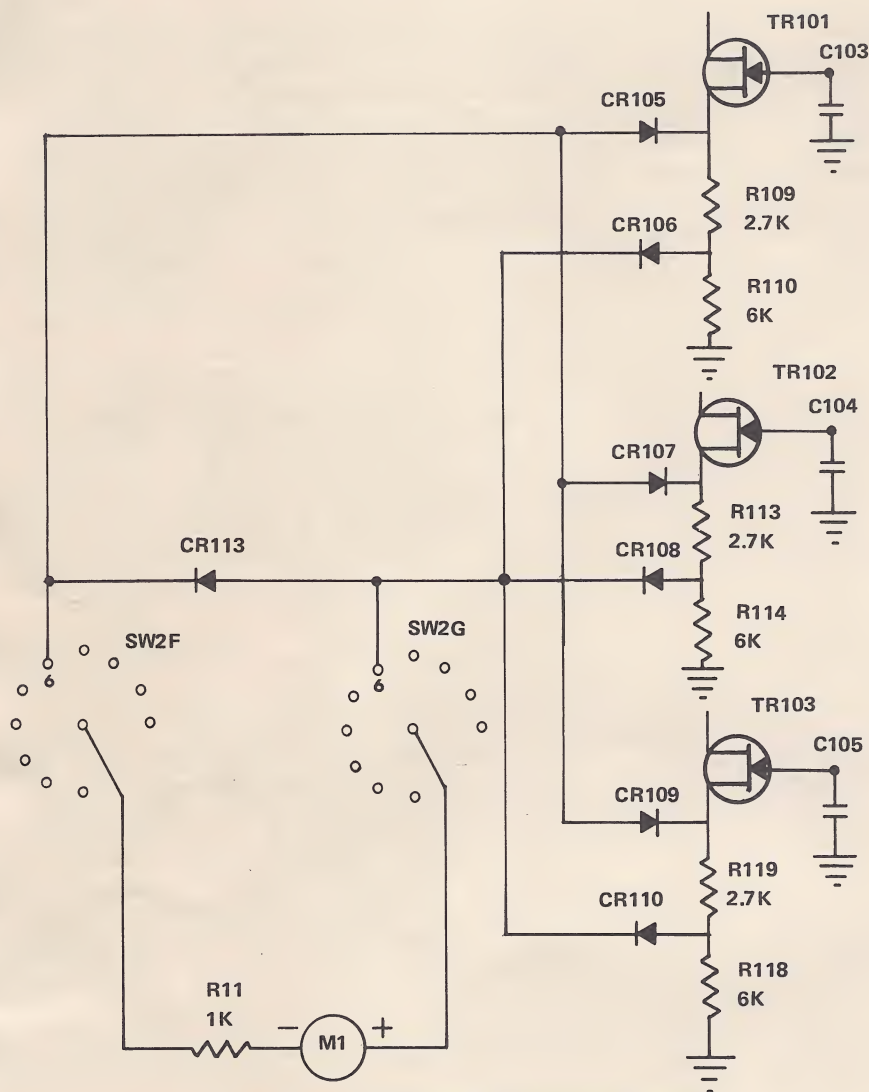 TR101
C103
CR105
R109
2.7K
CR106
R110
6K
TR102
C104
CR107
R113
2.7K
CR113
CR108
R114
6K
SW2F
SW2G
6
6
TR103
C105
CR109
R119
2.7K
CR110
R118
6K
R11
1K
−
M1
+